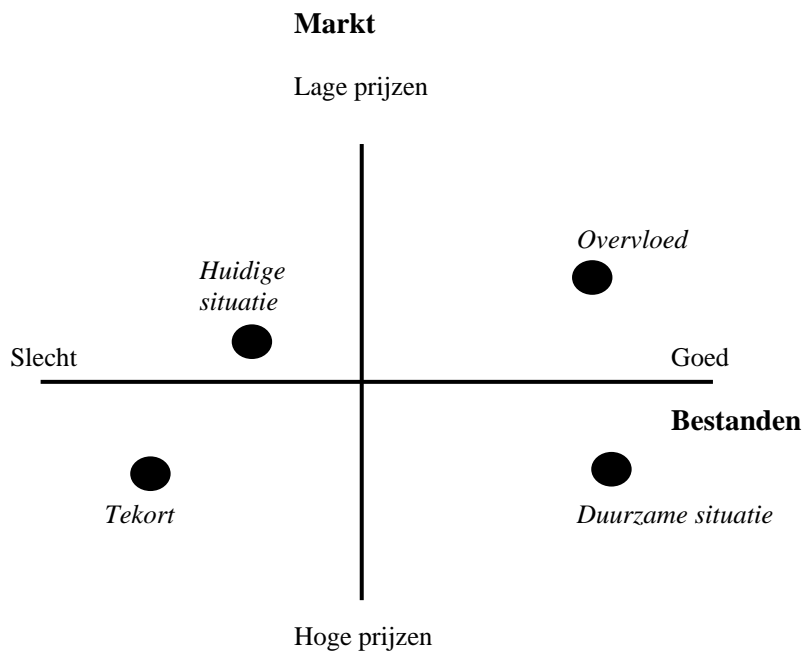 Markt
Lage prijzen
Overvloed
Huidige
situatie
Slecht
Goed
Bestanden
Tekort
Duurzame situatie
Hoge prijzen